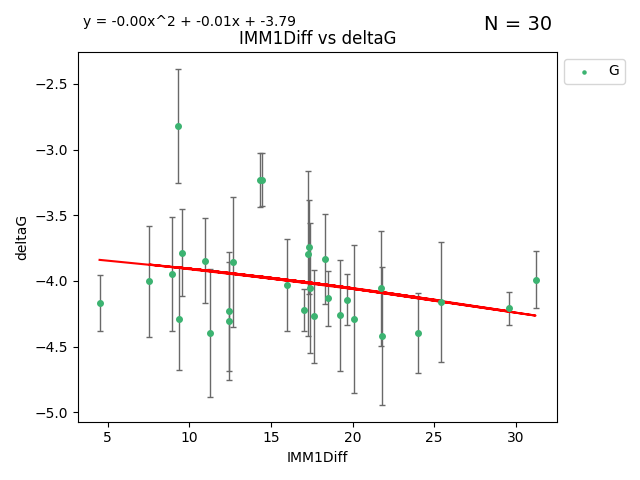 y = -0.00x^2 + -0.01x + -3.79
N = 30
IMM1Diff vs deltaG
G
deltaG
−2.5
−3.0
−3.5
−4.0
−4.5
−5.0
5 10 15 20 25 30
IMM1Diff